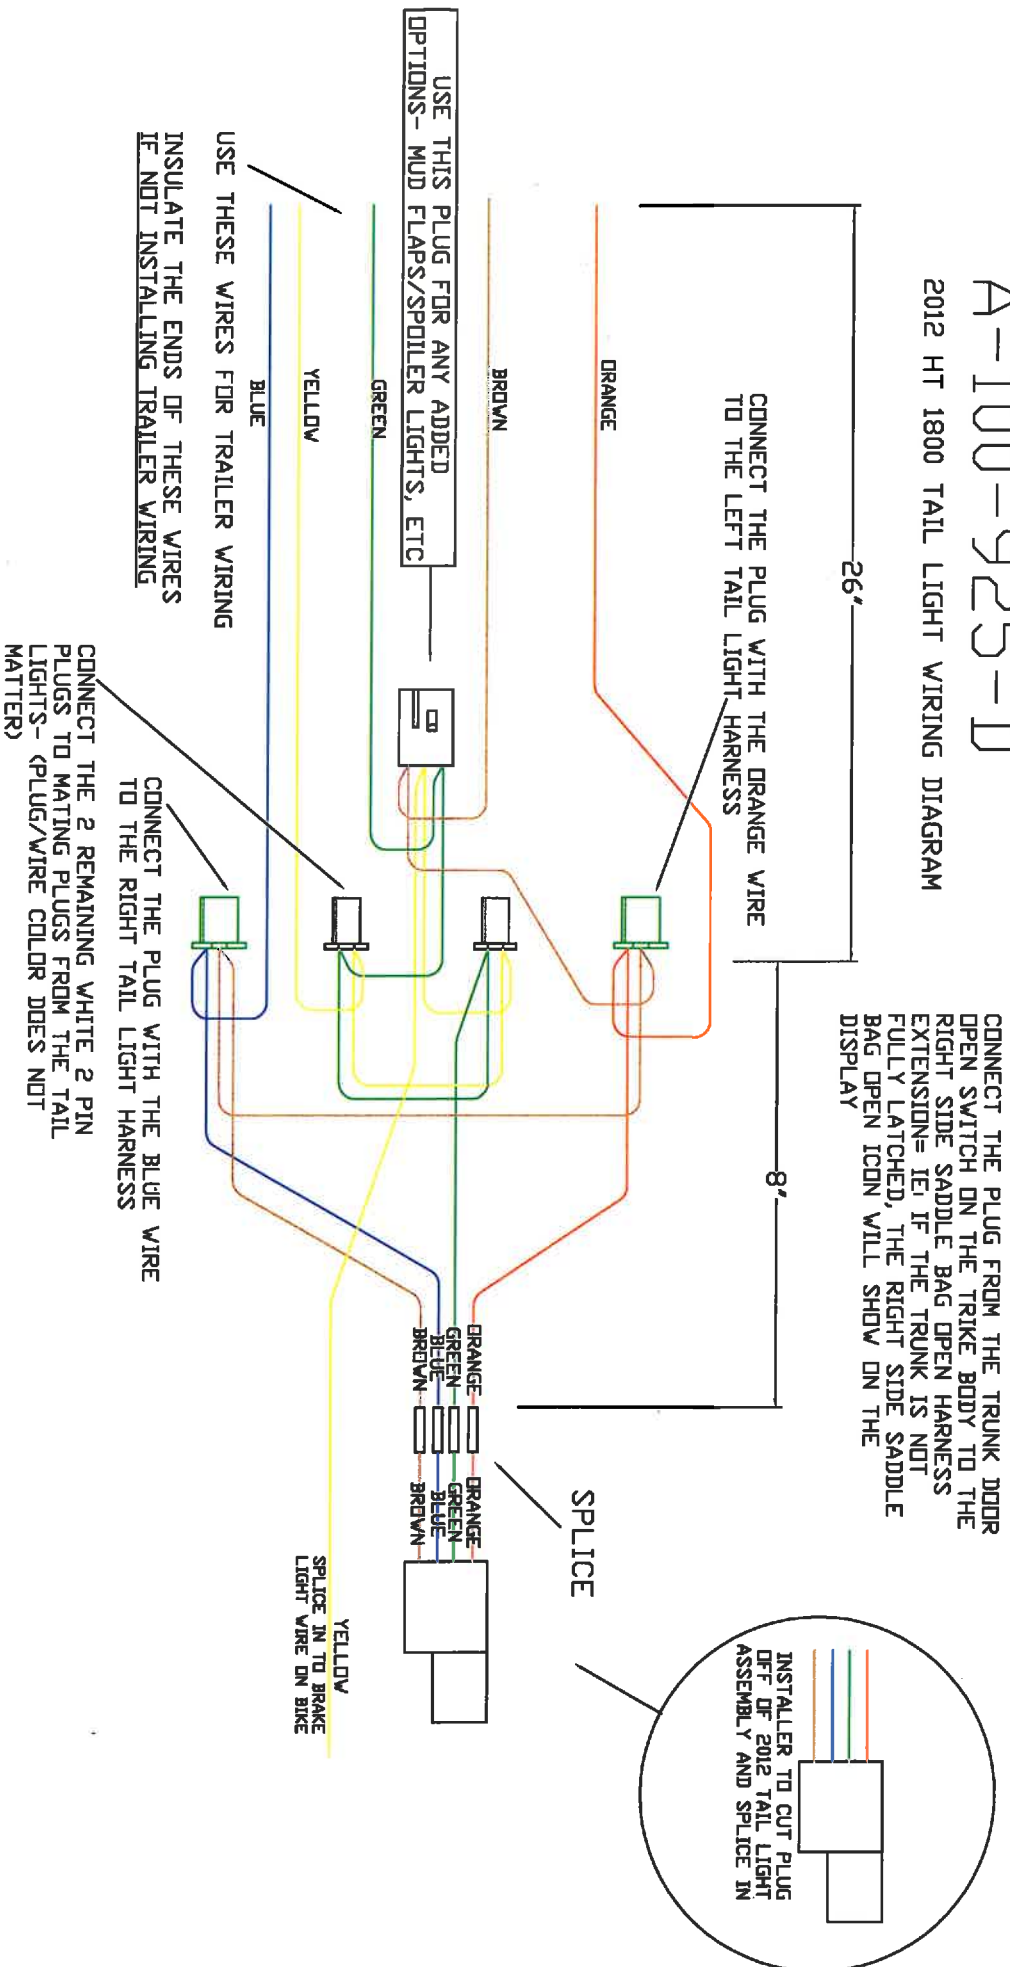 A-100-925-D
2012 HT 1800 TAIL LIGHT WIRING DIAGRAM
CONNECT THE PLUG FROM THE TRUNK DOOR
OPEN SWITCH ON THE TRIKE BODY TO THE
RIGHT SIDE SADDLE BAG OPEN HARNESS
EXTENSION= IE: IF THE TRUNK IS NOT
FULLY LATCHED, THE RIGHT SIDE SADDLE
BAG OPEN ICON WILL SHOW ON THE
DISPLAY
26"
8"
CONNECT THE PLUG WITH THE ORANGE WIRE
TO THE LEFT TAIL LIGHT HARNESS
ORANGE
BROWN
USE THIS PLUG FOR ANY ADDED
OPTIONS- MUD FLAPS/SPOILER LIGHTS, ETC
GREEN
YELLOW
BLUE
USE THESE WIRES FOR TRAILER WIRING
INSULATE THE ENDS OF THESE WIRES
IF NOT INSTALLING TRAILER WIRING
CONNECT THE PLUG WITH THE BLUE WIRE
TO THE RIGHT TAIL LIGHT HARNESS
CONNECT THE 2 REMAINING WHITE 2 PIN
PLUGS TO MATING PLUGS FROM THE TAIL
LIGHTS- (PLUG/WIRE COLOR DOES NOT
MATTER)
ORANGE
GREEN
BLUE
BROWN
SPLICE
ORANGE
GREEN
BLUE
BROWN
YELLOW
SPLICE IN TO BRAKE
LIGHT WIRE ON BIKE
INSTALLER TO CUT PLUG
OFF OF 2012 TAIL LIGHT
ASSEMBLY AND SPLICE IN